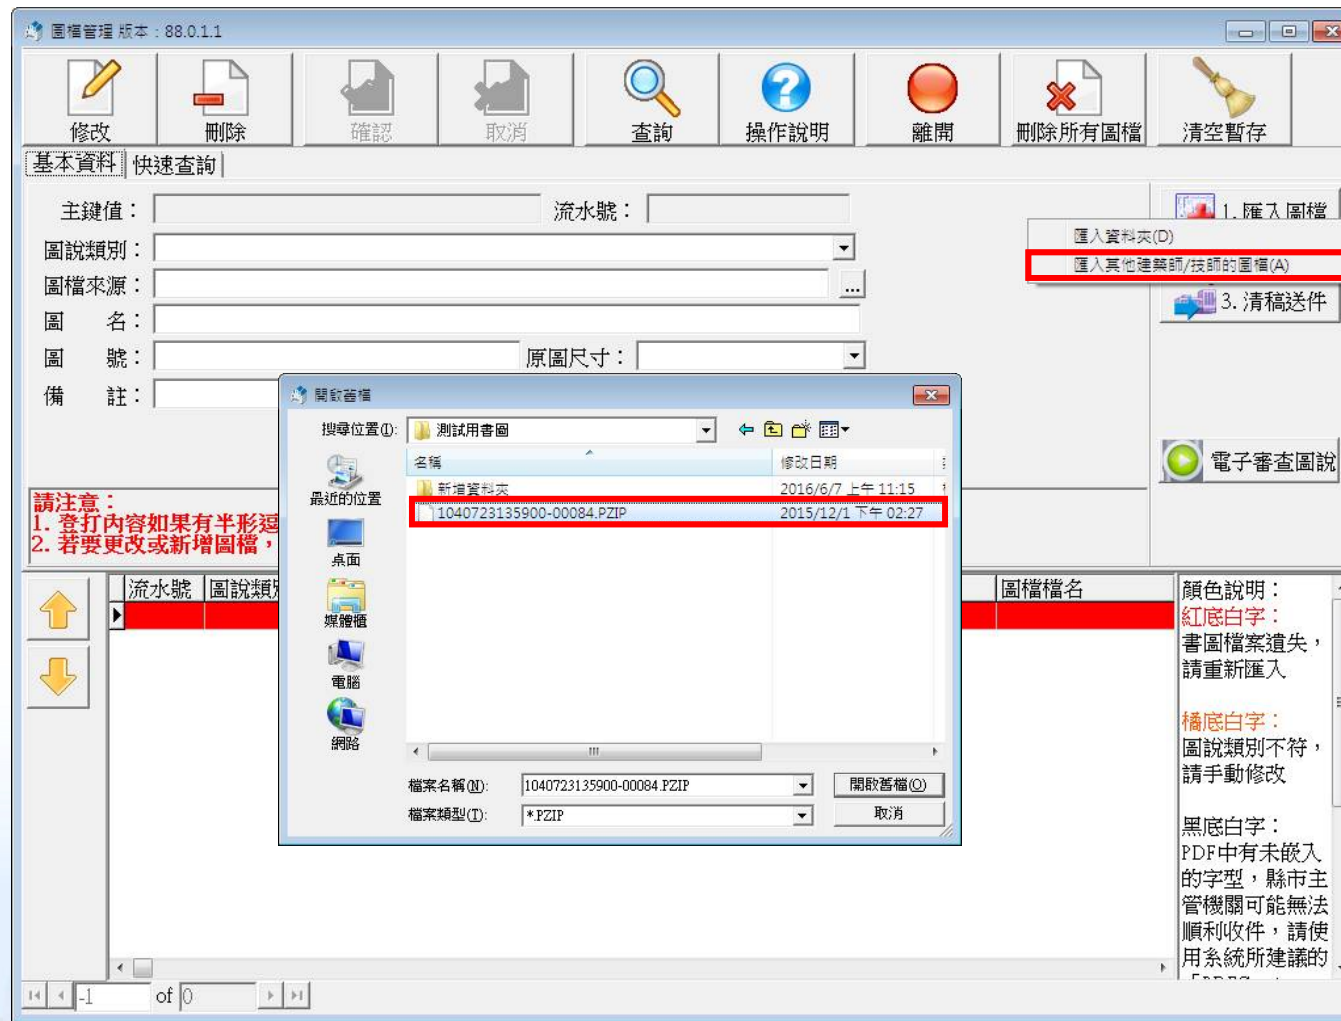 圖檔管理 版本：88.0.1.1
修改 刪除 確認 取消 查詢 操作說明 離開 刪除所有圖檔 清空暫存
基本資料 快速查詢
主鍵值： 流水號：
1. 匯入圖檔
匯入資料夾(D)
匯入其他建築師/技師的圖檔(A)
3. 清稿送件
圖說類別：
圖檔來源： ...
圖 名：
圖 號： 原圖尺寸：
備 註：
電子審查圖說
請注意：
1. 登打內容如果有半形逗
2. 若要更改或新增圖檔，
開啟舊檔
搜尋位置(I): 測試用書圖
名稱 修改日期
新增資料夾 2016/6/7 上午 11:15
1040723135900-00084.PZIP 2015/12/1 下午 02:27
最近的位置
桌面
媒體櫃
電腦
網路
檔案名稱(N): 1040723135900-00084.PZIP 開啟舊檔(O)
檔案類型(T): *.PZIP 取消
流水號 圖說類別 圖檔檔名
顏色說明：
紅底白字：
書圖檔案遺失，
請重新匯入
橘底白字：
圖說類別不符，
請手動修改
黑底白字：
PDF中有未嵌入
的字型，縣市主
管機關可能無法
順利收件，請使
用系統所建議的
-1 of 0